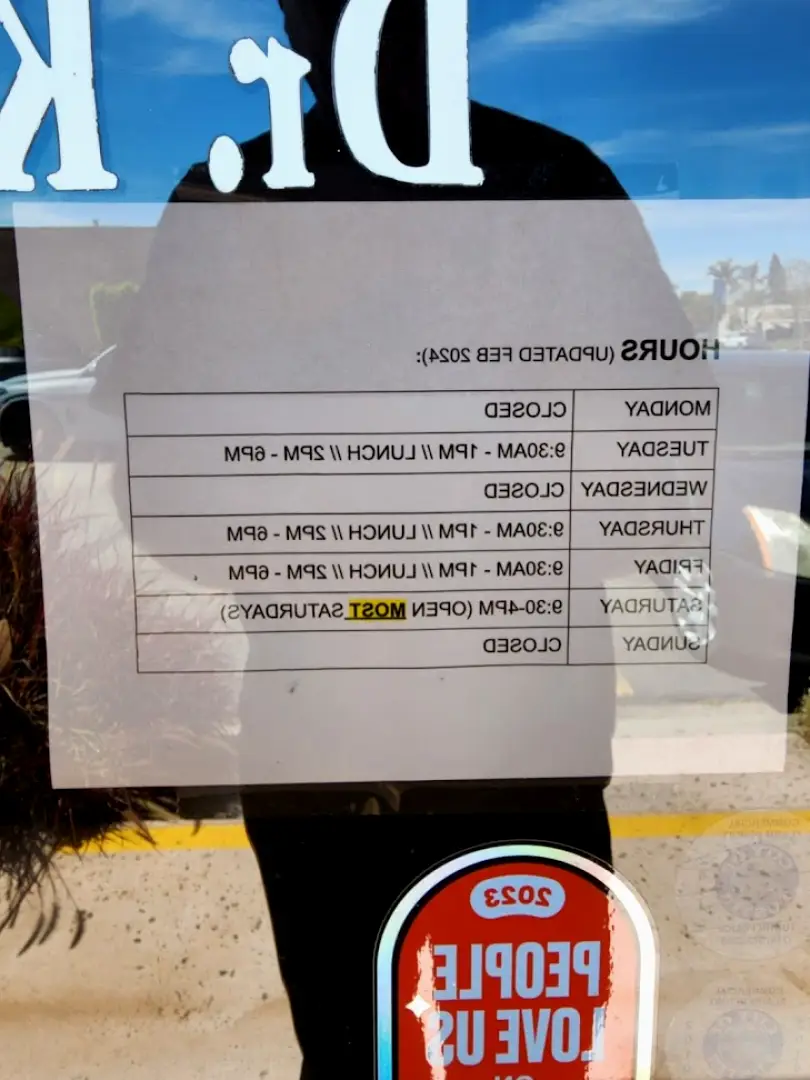 Dr. K
HOURS (UPDATED FEB 2024):
MONDAY CLOSED
TUESDAY 9:30AM - 1PM // LUNCH // 2PM - 6PM
WEDNESDAY CLOSED
THURSDAY 9:30AM - 1PM // LUNCH // 2PM - 6PM
FRIDAY 9:30AM - 1PM // LUNCH // 2PM - 6PM
SATURDAY 9:30-4PM (OPEN MOST SATURDAYS)
SUNDAY CLOSED
2023
PEOPLE
LOVE US
ON